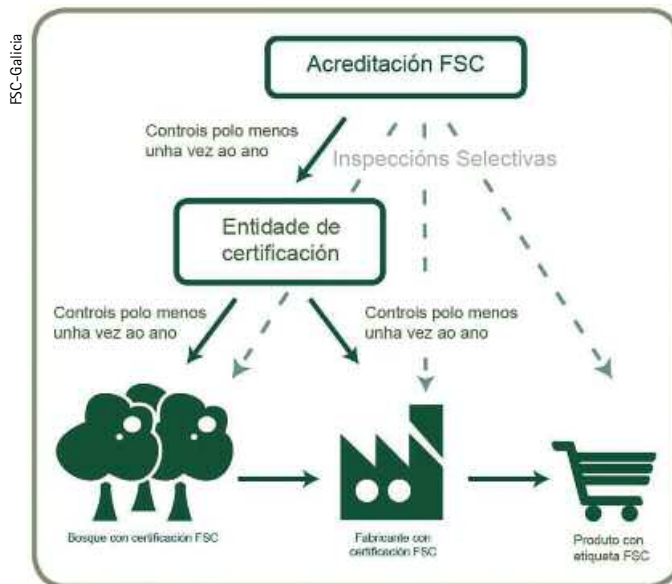 FSC-Galicia
Acreditación FSC
Controis polo menos
unha vez ao ano
Inspeccións Selectivas
Entidade de
certificación
Controis polo menos
unha vez ao ano
Controis polo menos
unha vez ao ano
Bosque con certificación FSC
Fabricante con
certificación FSC
Produto con
etiqueta FSC